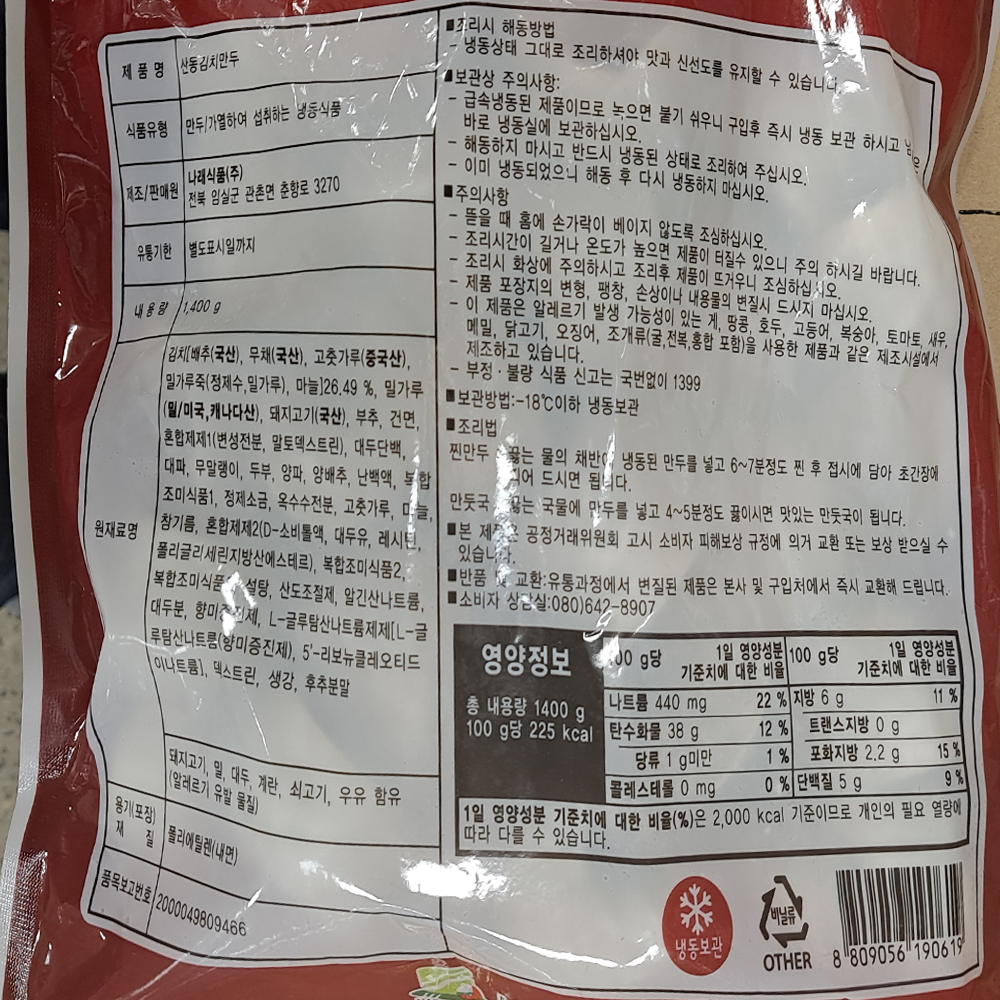 제 품 명 산동김치만두
식품유형 만두/가열하여 섭취하는 냉동식품
제조/판매원 나래식품(주)
전북 임실군 관촌면 춘향로 3270
유통기한 별도표시일까지
내 용 량 1,400 g
원재료명
김치[배추(국산), 무채(국산), 고춧가루(중국산),
밀가루죽(정제수,밀가루), 마늘]26.49 %, 밀가루
(밀/미국,캐나다산), 돼지고기(국산), 부추, 건면,
혼합제제1(변성전분, 말토덱스트린), 대두단백,
대파, 무말랭이, 두부, 양파, 양배추, 난백액, 복합
조미식품1, 정제소금, 옥수수전분, 고춧가루, 마늘,
참기름, 혼합제제2(D-소비톨액, 대두유, 레시틴,
폴리글리세린지방산에스테르), 복합조미식품2,
복합조미식품 설탕, 산도조절제, 알긴산나트륨,
대두분, 향미증진제, L-글루탐산나트륨제제[L-글
루탐산나트륨(향미증진제), 5'-리보뉴클레오티드
이나트륨], 덱스트린, 생강, 후추분말
돼지고기, 밀, 대두, 계란, 쇠고기, 우유 함유
(알레르기 유발 물질)
용기(포장)
재 질 폴리에틸렌(내면)
품목보고번호 2000049809466
■조리시 해동방법
- 냉동상태 그대로 조리하셔야 맛과 신선도를 유지할 수 있습니다.
■보관상 주의사항:
- 급속냉동된 제품이므로 녹으면 붙기 쉬우니 구입후 즉시 냉동 보관 하시고
바로 냉동실에 보관하십시오.
- 해동하지 마시고 반드시 냉동된 상태로 조리하여 주십시오.
- 이미 냉동되었으니 해동 후 다시 냉동하지 마십시오.
■주의사항
- 뜯을 때 홈에 손가락이 베이지 않도록 조심하십시오.
- 조리시간이 길거나 온도가 높으면 제품이 터질수 있으니 주의 하시길 바랍니다.
- 조리시 화상에 주의하시고 조리후 제품이 뜨거우니 조심하십시오.
- 제품 포장지의 변형, 팽창, 손상이나 내용물의 변질시 드시지 마십시오.
- 이 제품은 알레르기 발생 가능성이 있는 게, 땅콩, 호두, 고등어, 복숭아, 토마토, 새우,
메밀, 닭고기, 오징어, 조개류(굴,전복,홍합 포함)을 사용한 제품과 같은 제조시설에서
제조하고 있습니다.
- 부정·불량 식품 신고는 국번없이 1399
■보관방법:-18℃이하 냉동보관
■조리법
찐만두 끓는 물의 채반에 냉동된 만두를 넣고 6~7분정도 찐 후 접시에 담아 초간장에
드시면 됩니다.
만둣국 끓는 국물에 만두를 넣고 4~5분정도 끓이시면 맛있는 만둣국이 됩니다.
■본 제품은 공정거래위원회 고시 소비자 피해보상 규정에 의거 교환 또는 보상 받으실 수
있습니다.
■반품 및 교환:유통과정에서 변질된 제품은 본사 및 구입처에서 즉시 교환해 드립니다.
■소비자 상담실:080)642-8907
영양정보
총 내용량 1400 g
100 g당 225 kcal
100 g당 1일 영양성분 기준치에 대한 비율 100 g당 1일 영양성분 기준치에 대한 비율
나트륨 440 mg 22 % 지방 6 g 11 %
탄수화물 38 g 12 % 트랜스지방 0 g
당류 1 g미만 1 % 포화지방 2.2 g 15 %
콜레스테롤 0 mg 0 % 단백질 5 g 9 %
1일 영양성분 기준치에 대한 비율(%)은 2,000 kcal 기준이므로 개인의 필요 열량에
따라 다를 수 있습니다.
냉동보관
비닐류
OTHER
8 809056 190619